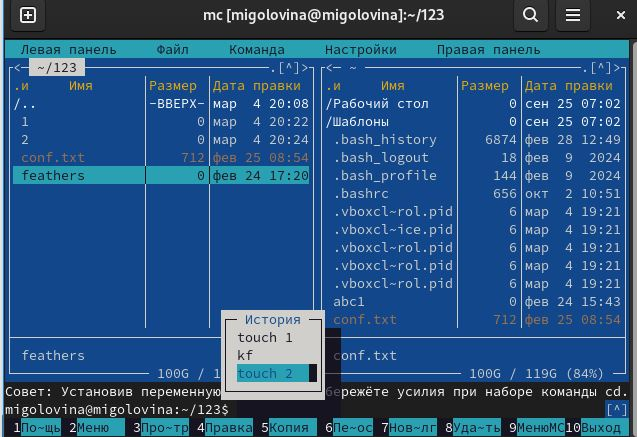 mc [migolovina@migolovina]:~/123
Левая панель Файл Команда Настройки Правая панель
<— ~/123 .[^]>
.и Имя Размер Дата правки
/.. -ВВЕРХ- мар 4 20:08
1 0 мар 4 20:22
2 0 мар 4 20:24
conf.txt 712 фев 25 08:54
feathers 0 фев 24 17:20
feathers
100G / 1
<— ~ .[^]>
.и Имя Размер Дата правки
/Рабочий стол 0 сен 25 07:02
/Шаблоны 0 сен 25 07:02
.bash_history 6874 фев 28 12:49
.bash_logout 18 фев 9 2024
.bash_profile 144 фев 9 2024
.bashrc 656 окт 2 10:51
.vboxcl~rol.pid 6 мар 4 19:21
.vboxcl~ice.pid 6 мар 4 19:21
.vboxcl~rol.pid 6 мар 4 19:21
.vboxcl~rol.pid 6 мар 4 19:21
.vboxcl~rol.pid 6 мар 4 19:21
abc1 0 фев 24 15:43
conf.txt 712 фев 25 08:54
conf.txt
100G / 119G (84%)
История
touch 1
kf
touch 2
Совет: Установив переменную бережёте усилия при наборе команды cd.
migolovina@migolovina:~/123$ [^]
1По~щь 2Меню 3Про~тр 4Правка 5Копия 6Пе~ос 7Нов~лг 8Уда~ть 9МенюМС 10Выход